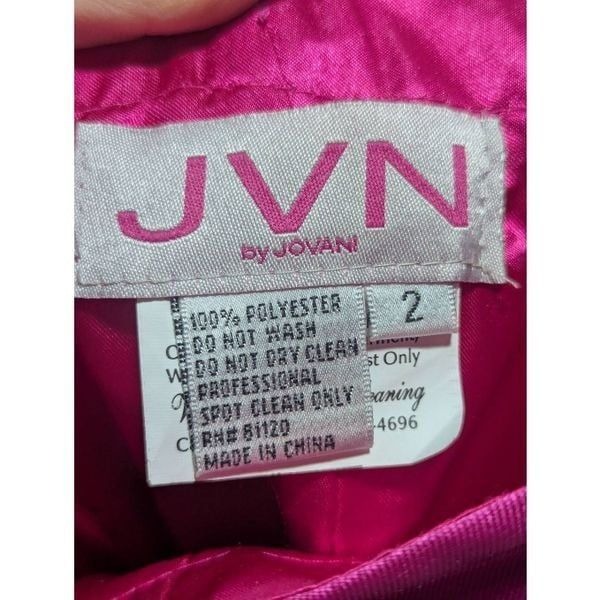 JVN
by JOVANI
100% POLYESTER
DO NOT WASH
DO NOT DRY CLEAN
PROFESSIONAL
SPOT CLEAN ONLY
RN# 81120
MADE IN CHINA
2
st Only
eaning
-4696